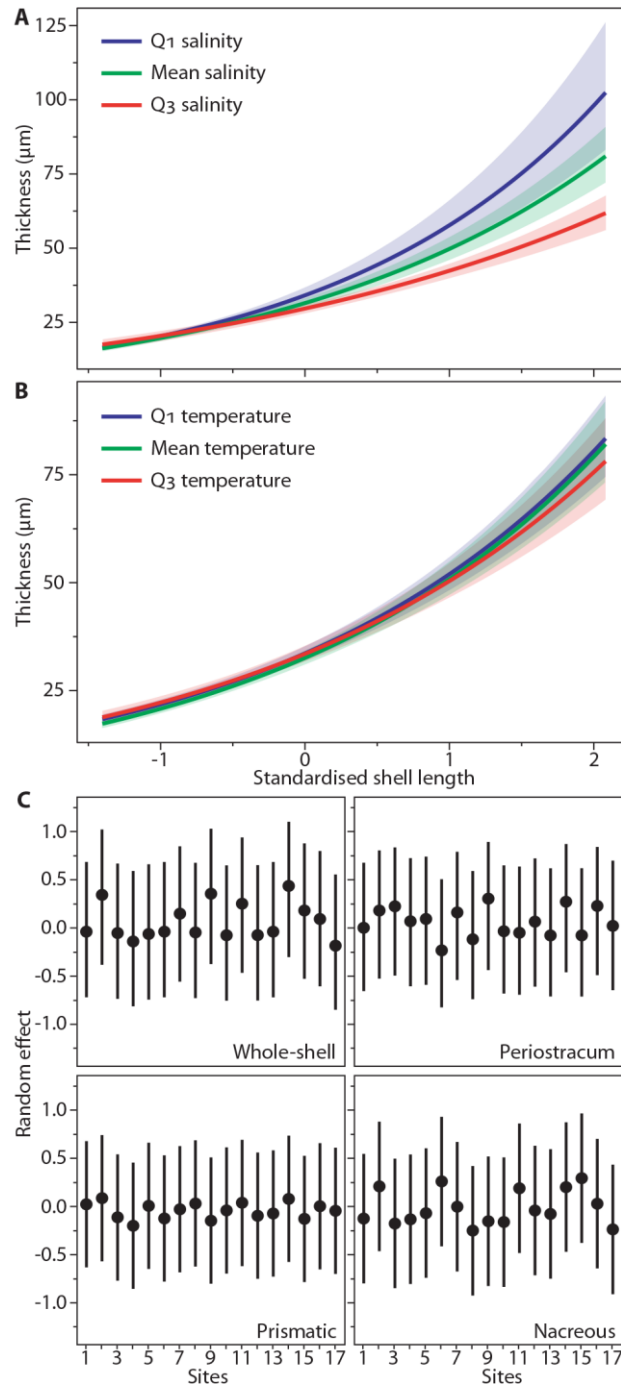 A
125
100
75
50
25
Thickness (µm)
Q1 salinity
Mean salinity
Q3 salinity
B
75
50
25
Thickness (µm)
Q1 temperature
Mean temperature
Q3 temperature
-1 0 1 2
Standardised shell length
C
Random effect
1.0
0.5
0.0
-0.5
-1.0
Whole-shell
Periostracum
1.0
0.5
0.0
-0.5
-1.0
Prismatic
Nacreous
1 3 5 7 9 11 13 15 17 1 3 5 7 9 11 13 15 17
Sites Sites